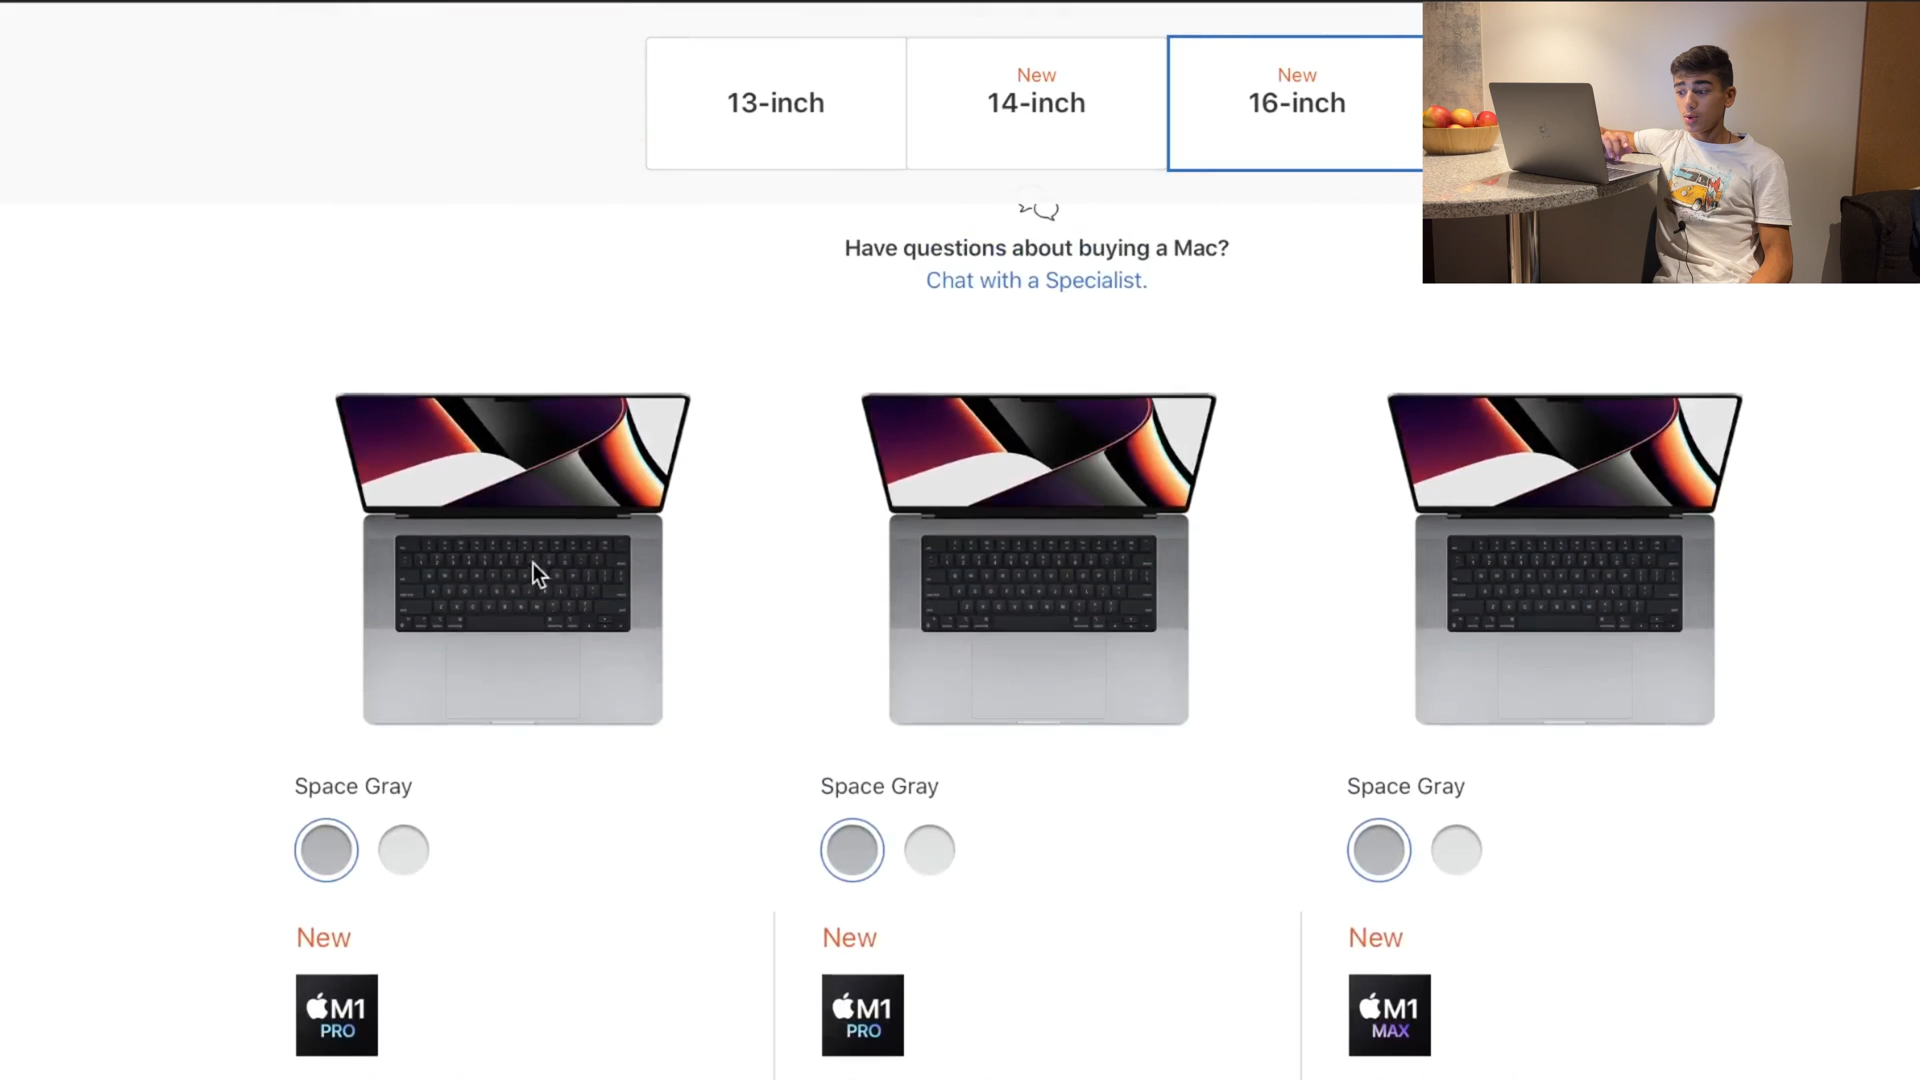 13-inch
New
14-inch
New
16-inch
Have questions about buying a Mac?
Chat with a Specialist.
Space Gray
Space Gray
Space Gray
New
New
New
M1
PRO
M1
PRO
M1
MAX